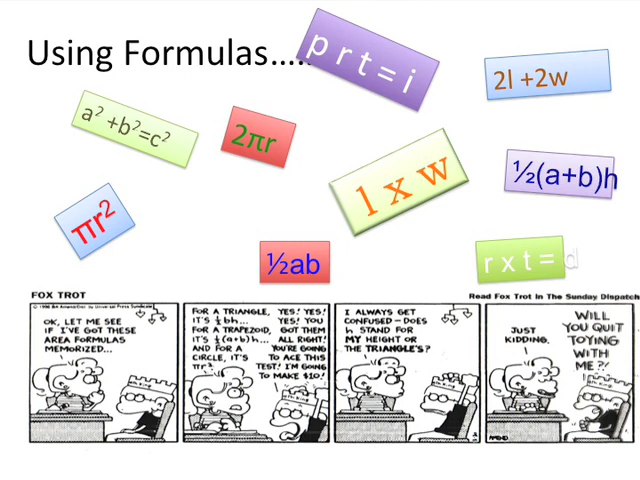 Using Formulas.....
p r t = i
2l +2w
a² +b²=c²
2πr
l x w
½(a+b)h
πr²
½ab
r x t = d
FOX TROT
Read Fox Trot in The Sunday Dispatch
OK, LET ME SEE
IF I'VE GOT THESE
AREA FORMULAS
MEMORIZED...
FOR A TRIANGLE,
IT'S ½bh...
FOR A TRAPEZOID,
IT'S ½(a+b)h...
AND FOR A
CIRCLE, IT'S
πr².
YES! YES!
YES! YOU
GOT THEM
ALL RIGHT!
YOU'RE GOING
TO ACE THIS
TEST! I'M GOING
TO MAKE $10!
I ALWAYS GET
CONFUSED – DOES
h STAND FOR
MY HEIGHT OR
THE TRIANGLE'S?
JUST
KIDDING.
WILL
YOU QUIT
TOYING
WITH
ME?!